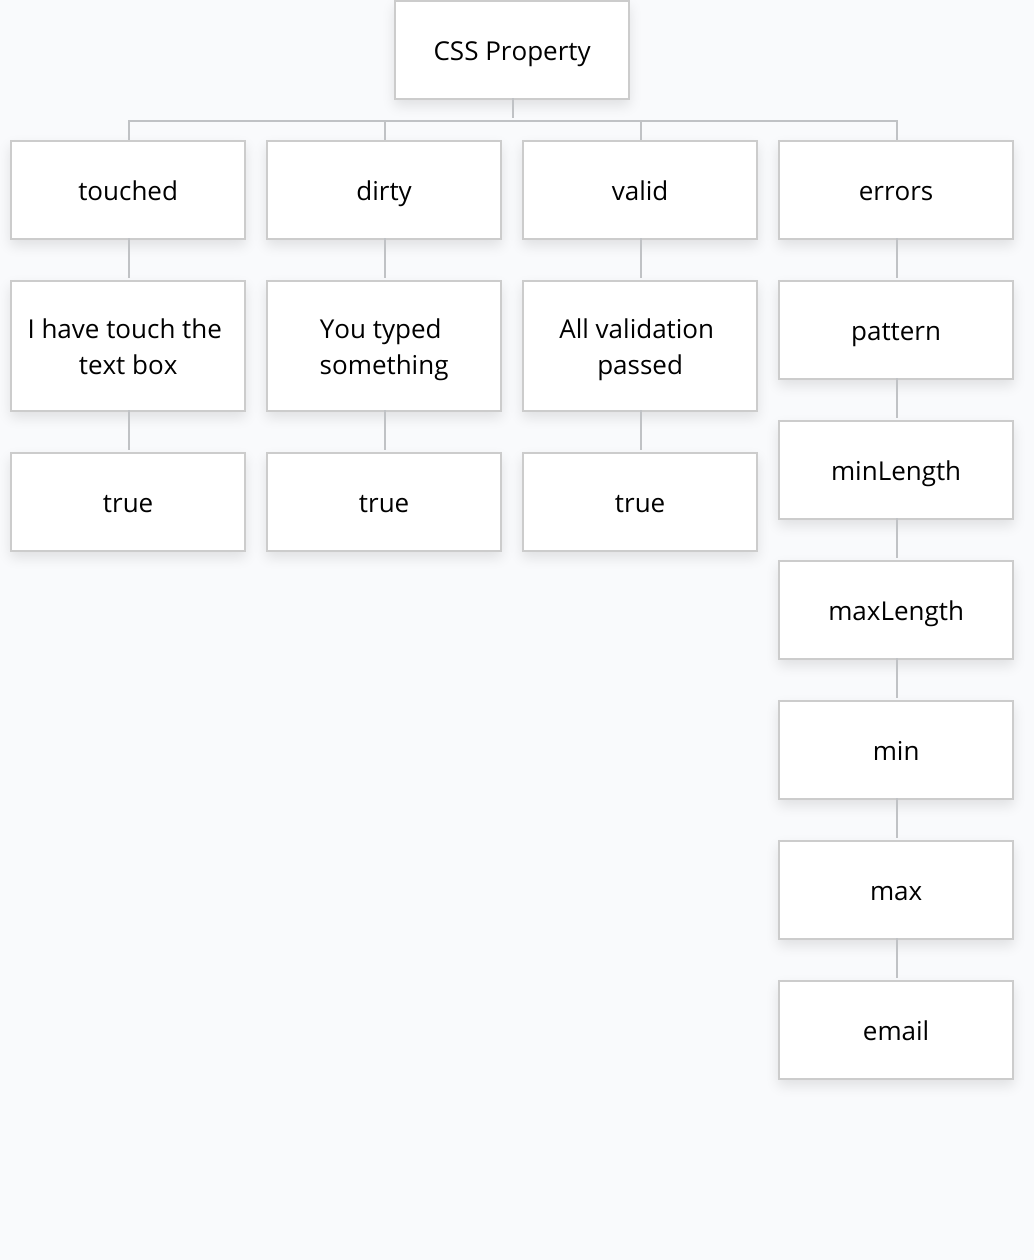 CSS Property
touched
dirty
valid
errors
I have touch the
text box
You typed
something
All validation
passed
pattern
true
true
true
minLength
maxLength
min
max
email